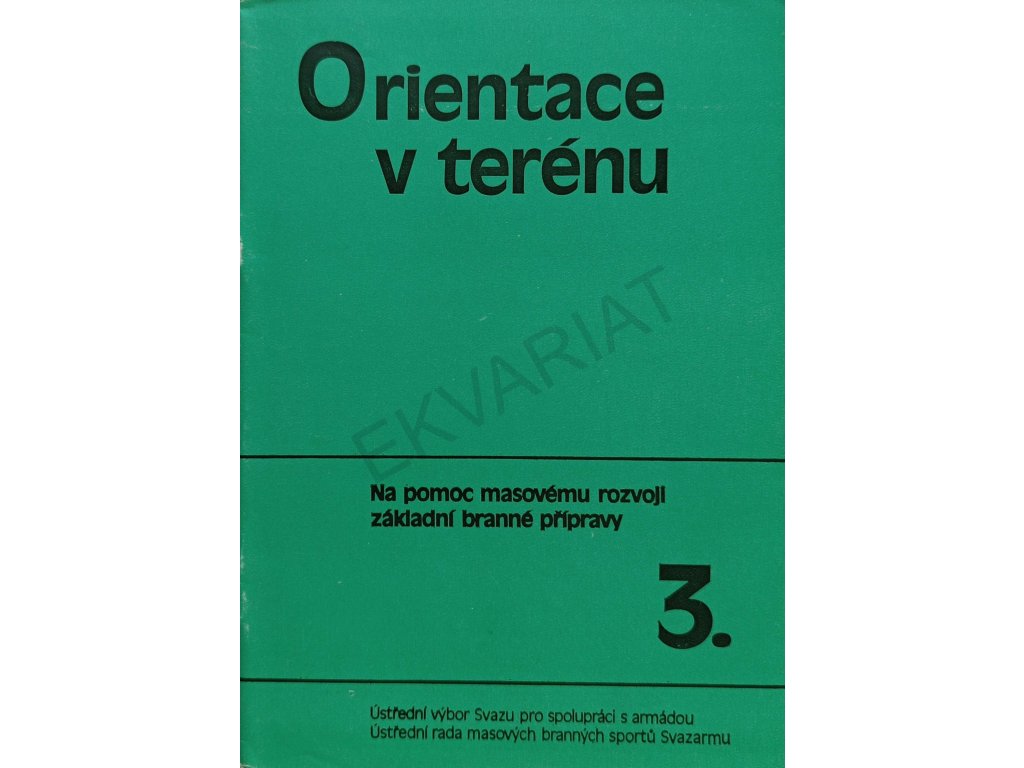 Orientace
v terénu
EKVARIAT
Na pomoc masovému rozvoji
základní branné přípravy
3.
Ústřední výbor Svazu pro spolupráci s armádou
Ústřední rada masových branných sportů Svazarmu